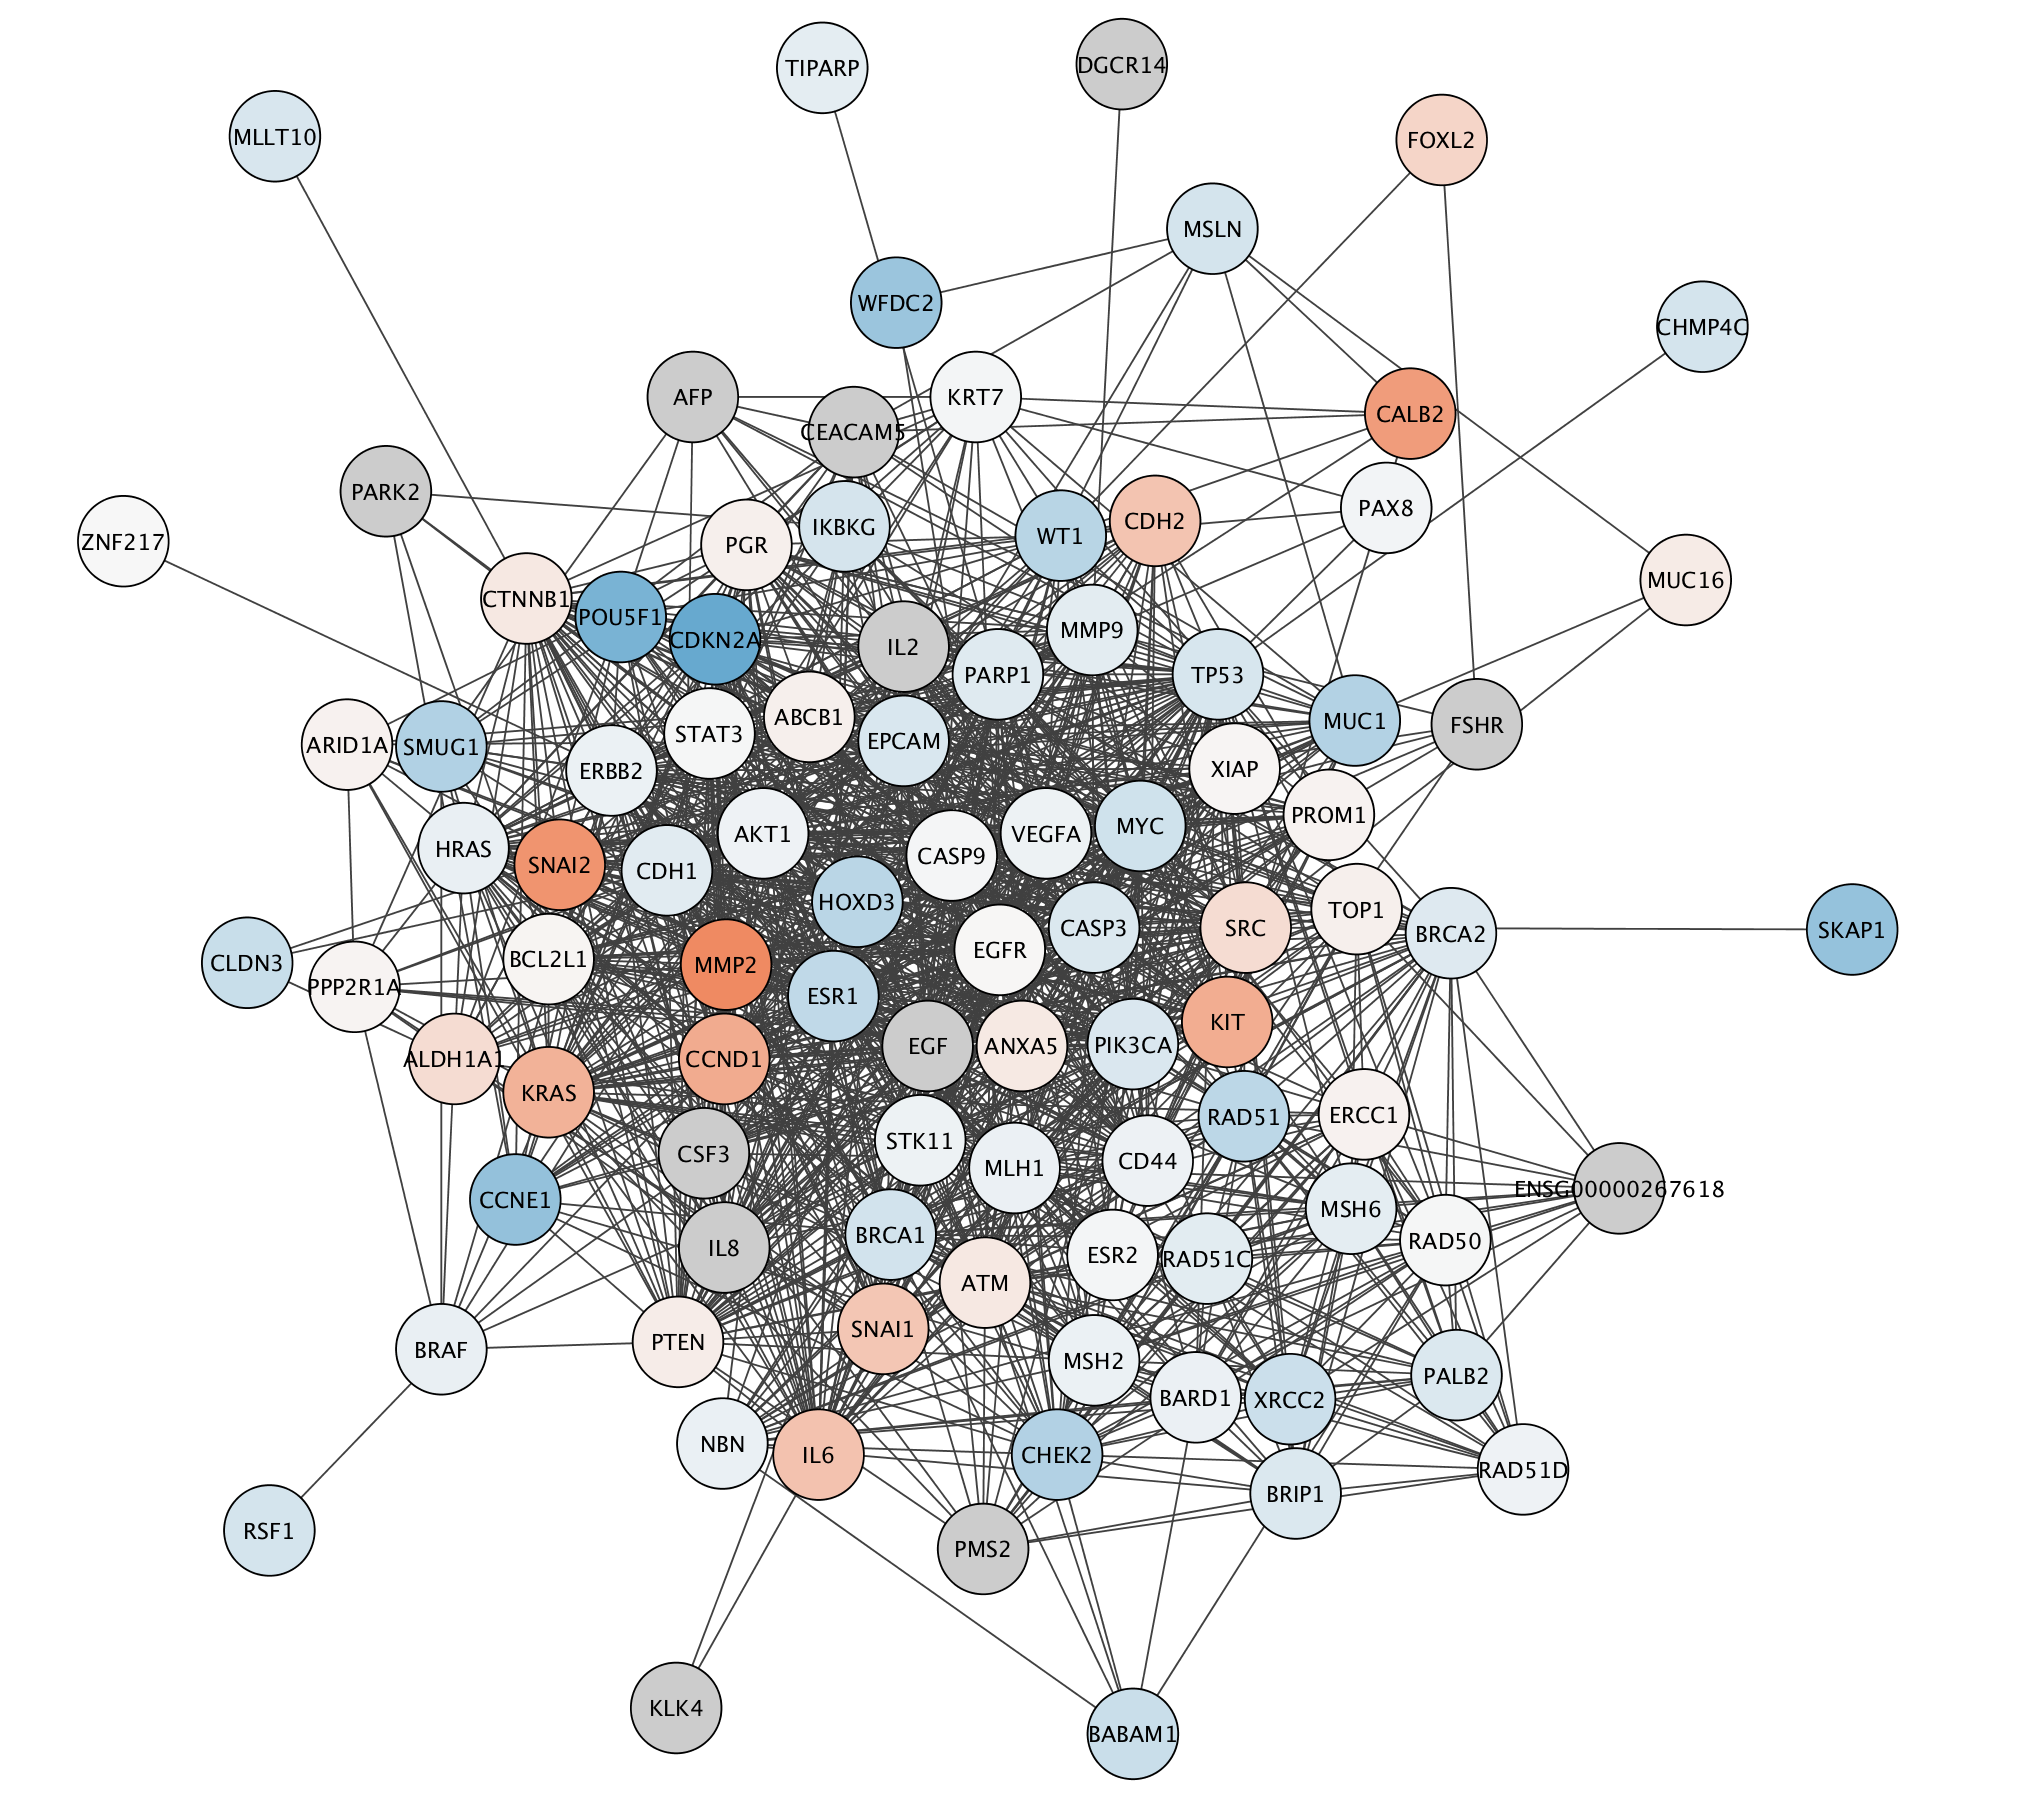 TIPARP
DGCR14
MLLT10
FOXL2
MSLN
WFDC2
CHMP4C
AFP
KRT7
CEACAM5
CALB2
PARK2
PAX8
ZNF217
IKBKG
CDH2
WT1
PGR
MUC16
CTNNB1
POU5F1
CDKN2A
IL2
MMP9
PARP1
TP53
ABCB1
MUC1
FSHR
STAT3
EPCAM
ARID1A
SMUG1
ERBB2
XIAP
PROM1
MYC
AKT1
VEGFA
HRAS
CASP9
SNAI2
CDH1
HOXD3
TOP1
CASP3
SRC
BRCA2
SKAP1
EGFR
BCL2L1
CLDN3
MMP2
PPP2R1A
ESR1
KIT
PIK3CA
EGF
ANXA5
CCND1
ALDH1A1
KRAS
ERCC1
RAD51
STK11
CSF3
CD44
MLH1
ENSG00000267618
CCNE1
MSH6
BRCA1
RAD50
IL8
ESR2
RAD51C
ATM
SNAI1
PTEN
BRAF
MSH2
PALB2
BARD1
XRCC2
NBN
IL6
CHEK2
RAD51D
BRIP1
RSF1
PMS2
KLK4
BABAM1